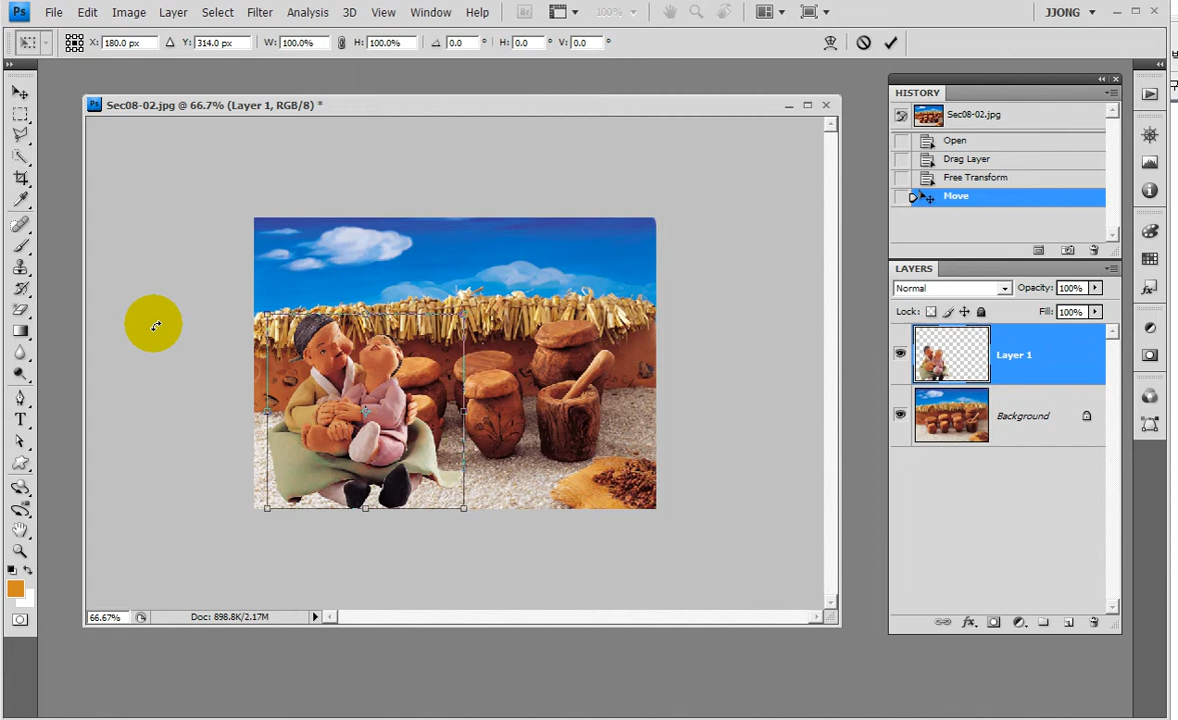 Ps File Edit Image Layer Select Filter Analysis 3D View Window Help Br 100% JJONG
X: 180.0 px Y: 314.0 px W: 100.0% H: 100.0% 0.0 ° H: 0.0 ° V: 0.0 °
Ps Sec08-02.jpg @ 66.7% (Layer 1, RGB/8) *
66.67% Doc: 898.8K/2.17M
HISTORY
Sec08-02.jpg
Open
Drag Layer
Free Transform
Move
LAYERS
Normal Opacity: 100%
Lock: Fill: 100%
Layer 1
Background